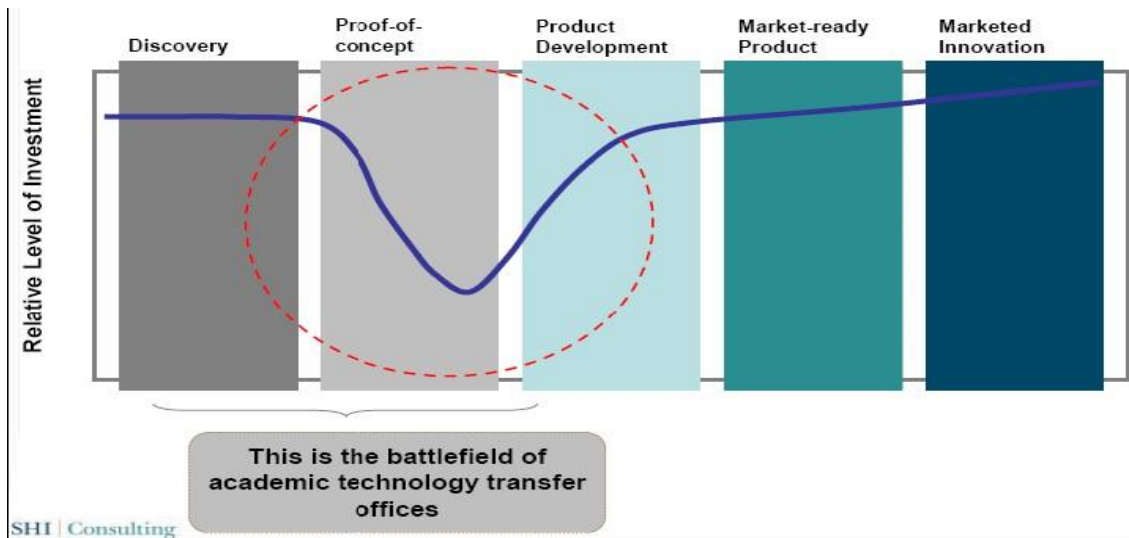 Discovery
Proof-of-
concept
Product
Development
Market-ready
Product
Marketed
Innovation
Relative Level of Investment
This is the battlefield of
academic technology transfer
offices
SHI | Consulting